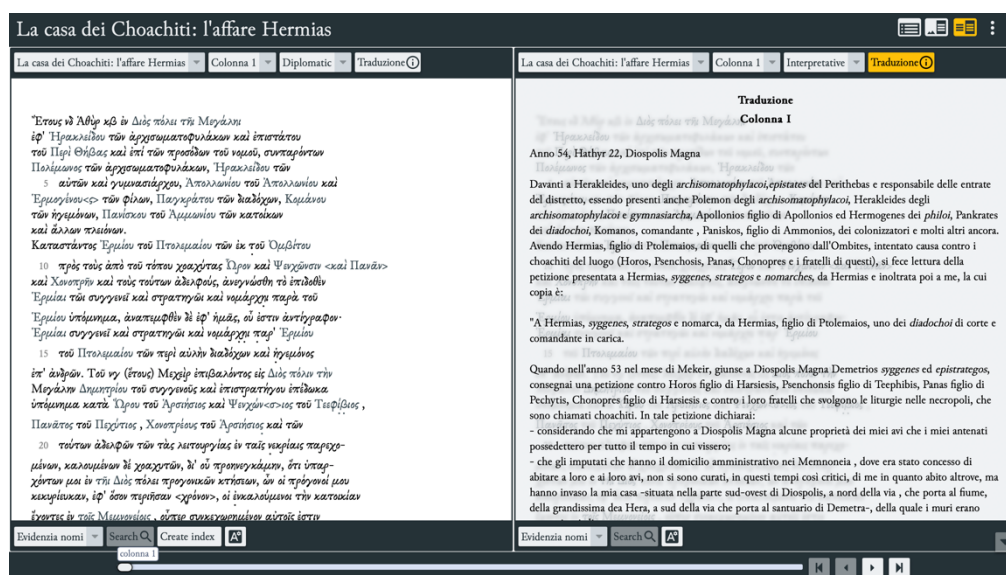 La casa dei Choachiti: l'affare Hermias
La casa dei Choachiti: l'affare Hermias
Colonna 1
Diplomatic
Traduzione
Ἔτους νδ Ἁθὺρ κβ ἐν Διὸς πόλει τῆι Μεγάληι
ἐφ' Ἡρακλείδου τῶν ἀρχισωματοφυλάκων καὶ ἐπιστάτου
τοῦ Περὶ Θήβας καὶ ἐπὶ τῶν προσόδων τοῦ νομοῦ, συνπαρόντων
Πολέμωνος τῶν ἀρχισωματοφυλάκων, Ἡρακλείδου τῶν
5 αὐτῶν καὶ γυμνασιάρχου, Ἀπολλωνίου τοῦ Ἀπολλωνίου καὶ
Ἑρμογένου<ς> τῶν φίλων, Παγκράτου τῶν διαδόχων, Κομάνου
τῶν ἡγεμόνων, Πανίσκου τοῦ Ἀμμωνίου τῶν κατοίκων
καὶ ἄλλων πλειόνων.
Καταστάντος Ἑρμίου τοῦ Πτολεμαίου τῶν ἐκ τοῦ Ὀμβίτου
10 πρὸς τοὺς ἀπὸ τοῦ τόπου χοαχύτας Ὧρον καὶ Ψενχῶνσιν <καὶ Πανᾶν>
καὶ Χονοπρῆν καὶ τοὺς τούτων ἀδελφούς, ἀνεγνώσθη τὸ ἐπιδοθὲν
Ἑρμίαι τῶι συγγενεῖ καὶ στρατηγῶι καὶ νομάρχηι παρὰ τοῦ
Ἑρμίου ὑπόμνημα, ἀναπεμφθὲν δὲ ἐφ' ἡμᾶς, οὗ ἐστιν ἀντίγραφον·
Ἑρμίαι συγγενεῖ καὶ στρατηγῶι καὶ νομάρχηι παρ' Ἑρμίου
15 τοῦ Πτολεμαίου τῶν περὶ αὐλὴν διαδόχων καὶ ἡγεμόνος
ἐπ' ἀνδρῶν. Τοῦ νγ (ἔτους) Μεχεὶρ ἐπιβαλόντος εἰς Διὸς πόλιν τὴν
Μεγάλην Δημητρίου τοῦ συγγενοῦς καὶ ἐπιστρατήγου ἐπέδωκα
ὑπόμνημα κατὰ Ὥρου τοῦ Ἁρσιήσιος καὶ Ψενχών<σ>ιος τοῦ Τεεφίβιος ,
Πανᾶτος τοῦ Πεχύτιος , Χονοπρέους τοῦ Ἁρσιήσιος καὶ τῶν
20 τούτων ἀδελφῶν τῶν τὰς λειτουργίας ἐν ταῖς νεκρίαις παρεχο-
μένων, καλουμένων δὲ χοαχυτῶν, δι' οὗ προηνεγκάμην, ὅτι ὑπαρ-
χόντων μοι ἐν τῆι Διὸς πόλει προγονικῶν κτήσεων, ὧν οἱ πρόγονοί μου
κεκυρίευκαν, ἐφ' ὅσον περιῆσαν <χρόνον>, οἱ ἐνκαλούμενοι τὴν κατοικίαν
ἔχοντες ἐν τοῖς Μεμνονείοις , οὗπερ συνκεχωρημένον αὐτοῖς ἐστιν
Evidenzia nomi
Search
Create index
La casa dei Choachiti: l'affare Hermias
Colonna 1
Interpretative
Traduzione
Traduzione
Colonna I
Anno 54, Hathyr 22, Diospolis Magna
Davanti a Herakleides, uno degli archisomatophylacoi,epistates del Perithebas e responsabile delle entrate
del distretto, essendo presenti anche Polemon degli archisomatophylacoi, Herakleides degli
archisomatophylacoi e gymnasiarcha, Apollonios figlio di Apollonios ed Hermogenes dei philoi, Pankrates
dei diadochoi, Komanos, comandante , Paniskos, figlio di Ammonios, dei colonizzatori e molti altri ancora.
Avendo Hermias, figlio di Ptolemaios, di quelli che provengono dall'Ombites, intentato causa contro i
choachiti del luogo (Horos, Psenchosis, Panas, Chonopres e i fratelli di questi), si fece lettura della
petizione presentata a Hermias, syggenes, strategos e nomarches, da Hermias e inoltrata poi a me, la cui
copia è:
"A Hermias, syggenes, strategos e nomarca, da Hermias, figlio di Ptolemaios, uno dei diadochoi di corte e
comandante in carica.
Quando nell'anno 53 nel mese di Mekeir, giunse a Diospolis Magna Demetrios syggenes ed epistrategos,
consegnai una petizione contro Horos figlio di Harsiesis, Psenchonsis figlio di Teephibis, Panas figlio di
Pechytis, Chonopres figlio di Harsiesis e contro i loro fratelli che svolgono le liturgie nelle necropoli, che
sono chiamati choachiti. In tale petizione dichiarai:
- considerando che mi appartengono a Diospolis Magna alcune proprietà dei miei avi che i miei antenati
possedettero per tutto il tempo in cui vissero;
- che gli imputati che hanno il domicilio amministrativo nei Memnoneia , dove era stato concesso di
abitare a loro e ai loro avi, non si sono curati, in questi tempi così critici, di me in quanto abito altrove, ma
hanno invaso la mia casa -situata nella parte sud-ovest di Diospolis, a nord della via , che porta al fiume,
della grandissima dea Hera, a sud della via che porta al santuario di Demetra-, della quale i muri erano
Evidenzia nomi
Search
colonna 1